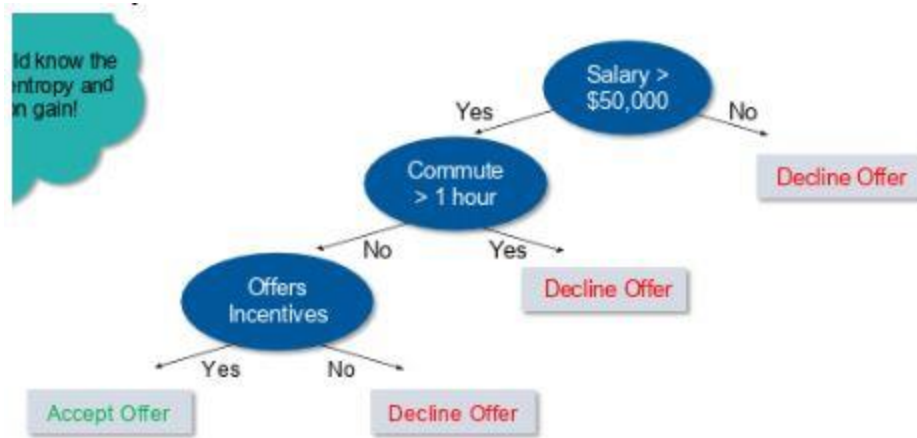 ld know the
entropy and
n gain!
Salary >
$50,000
Yes
No
Commute
> 1 hour
Decline Offer
No
Yes
Offers
Incentives
Decline Offer
Yes
No
Accept Offer
Decline Offer